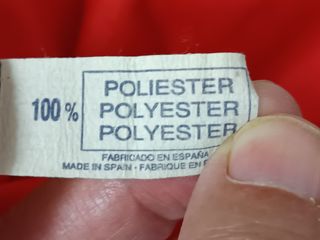 POLIESTER
100% POLYESTER
POLYESTER
FABRICADO EN ESPAÑA
MADE IN SPAIN · FABRIQUE EN